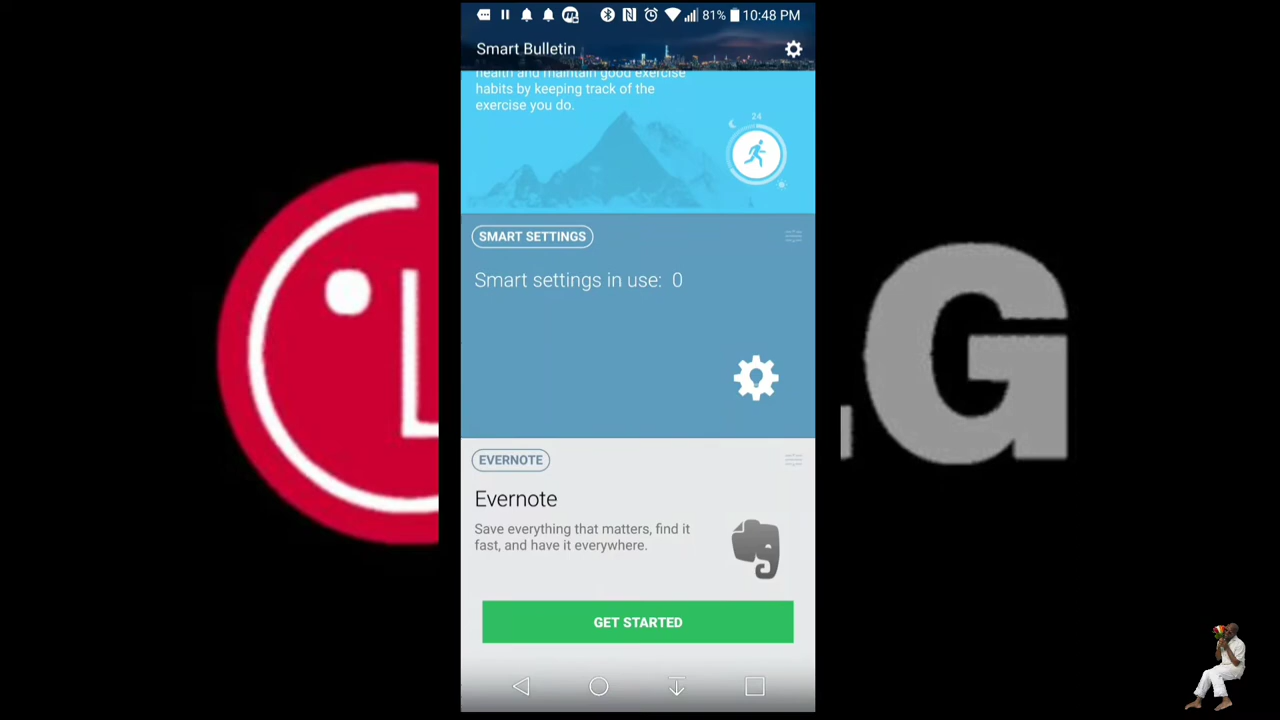 81% 10:48 PM
Smart Bulletin
health and maintain good exercise
habits by keeping track of the
exercise you do.
24
SMART SETTINGS
Smart settings in use: 0
EVERNOTE
Evernote
Save everything that matters, find it
fast, and have it everywhere.
GET STARTED
L
G